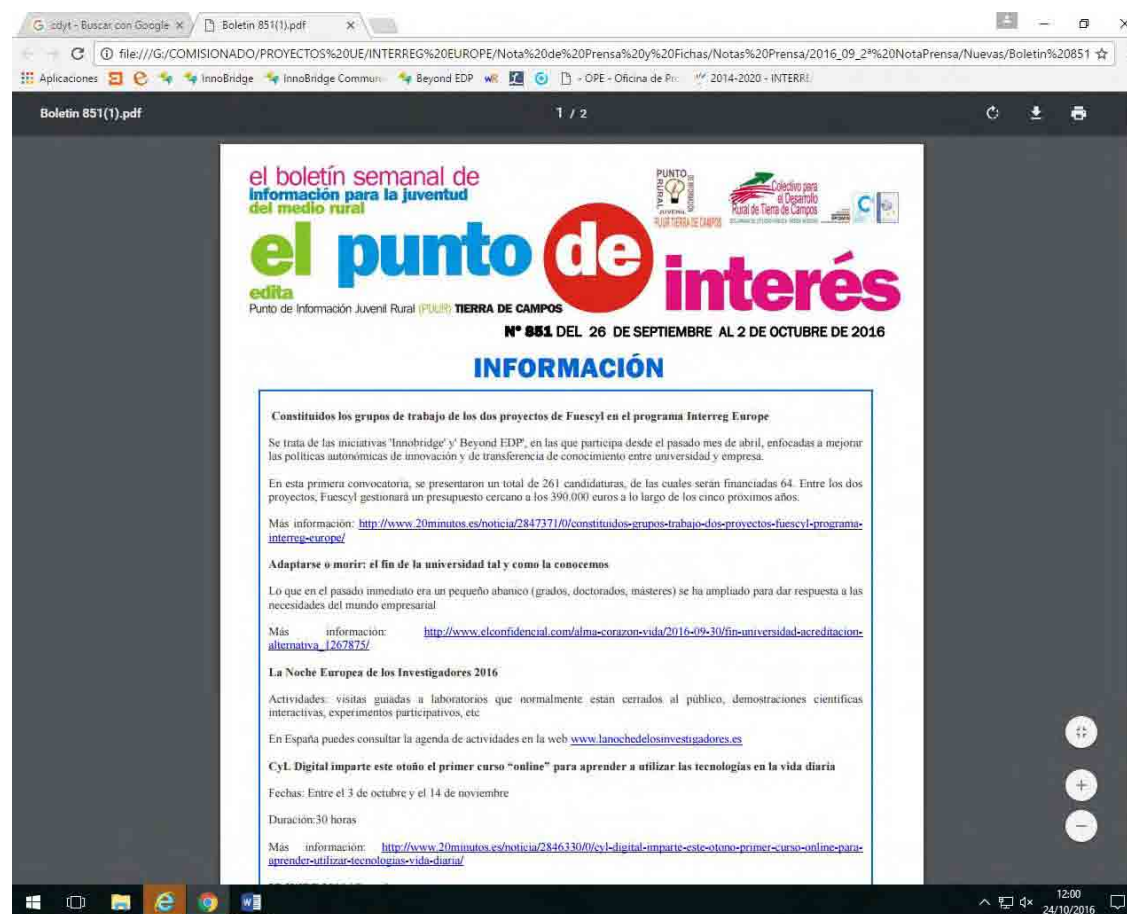 cdyt - Buscar con Google
Boletin 851(1).pdf
file:///G:/COMISIONADO/PROYECTOS%20UE/INTERREG%20EUROPE/Nota%20de%20Prensa%20y%20Fichas/Notas%20Prensa/2016_09_2ª%20NotaPrensa/Nuevas/Boletin%20851
Aplicaciones InnoBridge InnoBridge Commun Beyond EDP - OPE - Oficina de Pr 2014-2020 - INTERRE
Boletin 851(1).pdf 1 / 2
el boletín semanal de
información para la juventud
del medio rural
PUNTO
RURAL
JUVENIL
DE INFORMACIÓN
PIJUR TIERRA DE CAMPOS
Colectivo para
el Desarrollo
Rural de Tierra de Campos
el punto de interés
edita
Punto de Información Juvenil Rural (PIJUR) TIERRA DE CAMPOS
Nº 851 DEL 26 DE SEPTIEMBRE AL 2 DE OCTUBRE DE 2016
INFORMACIÓN
Constituidos los grupos de trabajo de los dos proyectos de Fuescyl en el programa Interreg Europe
Se trata de las iniciativas 'Innobridge' y' Beyond EDP', en las que participa desde el pasado mes de abril, enfocadas a mejorar
las políticas autonómicas de innovación y de transferencia de conocimiento entre universidad y empresa.
En esta primera convocatoria, se presentaron un total de 261 candidaturas, de las cuales serán financiadas 64. Entre los dos
proyectos, Fuescyl gestionará un presupuesto cercano a los 390.000 euros a lo largo de los cinco próximos años.
Más información: http://www.20minutos.es/noticia/2847371/0/constituidos-grupos-trabajo-dos-proyectos-fuescyl-programa-
interreg-europe/
Adaptarse o morir: el fin de la universidad tal y como la conocemos
Lo que en el pasado inmediato era un pequeño abanico (grados, doctorados, másteres) se ha ampliado para dar respuesta a las
necesidades del mundo empresarial
Más información: http://www.elconfidencial.com/alma-corazon-vida/2016-09-30/fin-universidad-acreditacion-
alternativa_1267875/
La Noche Europea de los Investigadores 2016
Actividades: visitas guiadas a laboratorios que normalmente están cerrados al público, demostraciones científicas
interactivas, experimentos participativos, etc
En España puedes consultar la agenda de actividades en la web www.lanochedelosinvestigadores.es
CyL Digital imparte este otoño el primer curso “online” para aprender a utilizar las tecnologías en la vida diaria
Fechas: Entre el 3 de octubre y el 14 de noviembre
Duración:30 horas
Más información: http://www.20minutos.es/noticia/2846330/0/cyl-digital-imparte-este-otono-primer-curso-online-para-
aprender-utilizar-tecnologias-vida-diaria/
12:00
24/10/2016